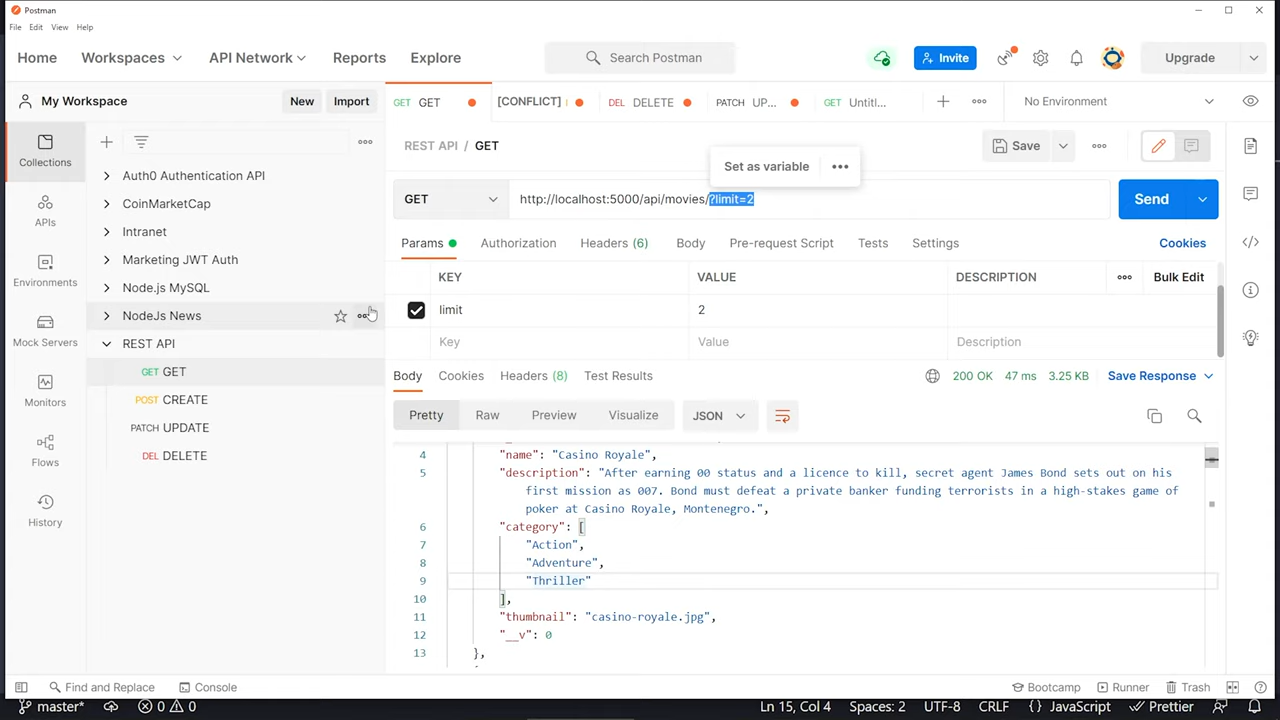 Postman
File Edit View Help
Home Workspaces API Network Reports Explore Search Postman Invite Upgrade
My Workspace New Import GET GET [CONFLICT] DEL DELETE PATCH UP... GET Untitl... No Environment
Collections
APIs
Environments
Mock Servers
Monitors
Flows
History
Auth0 Authentication API
CoinMarketCap
Intranet
Marketing JWT Auth
Node.js MySQL
NodeJs News
REST API
GET GET
POST CREATE
PATCH UPDATE
DEL DELETE
REST API / GET Save
Set as variable
GET http://localhost:5000/api/movies/?limit=2 Send
Params Authorization Headers (6) Body Pre-request Script Tests Settings Cookies
KEY VALUE DESCRIPTION Bulk Edit
limit 2
Key Value Description
Body Cookies Headers (8) Test Results 200 OK 47 ms 3.25 KB Save Response
Pretty Raw Preview Visualize JSON
4 "name": "Casino Royale",
5 "description": "After earning 00 status and a licence to kill, secret agent James Bond sets out on his
first mission as 007. Bond must defeat a private banker funding terrorists in a high-stakes game of
poker at Casino Royale, Montenegro.",
6 "category": [
7 "Action",
8 "Adventure",
9 "Thriller"
10 ],
11 "thumbnail": "casino-royale.jpg",
12 "__v": 0
13 },
Find and Replace Console Bootcamp Runner Trash
master* 0 0 Ln 15, Col 4 Spaces: 2 UTF-8 CRLF { } JavaScript Prettier